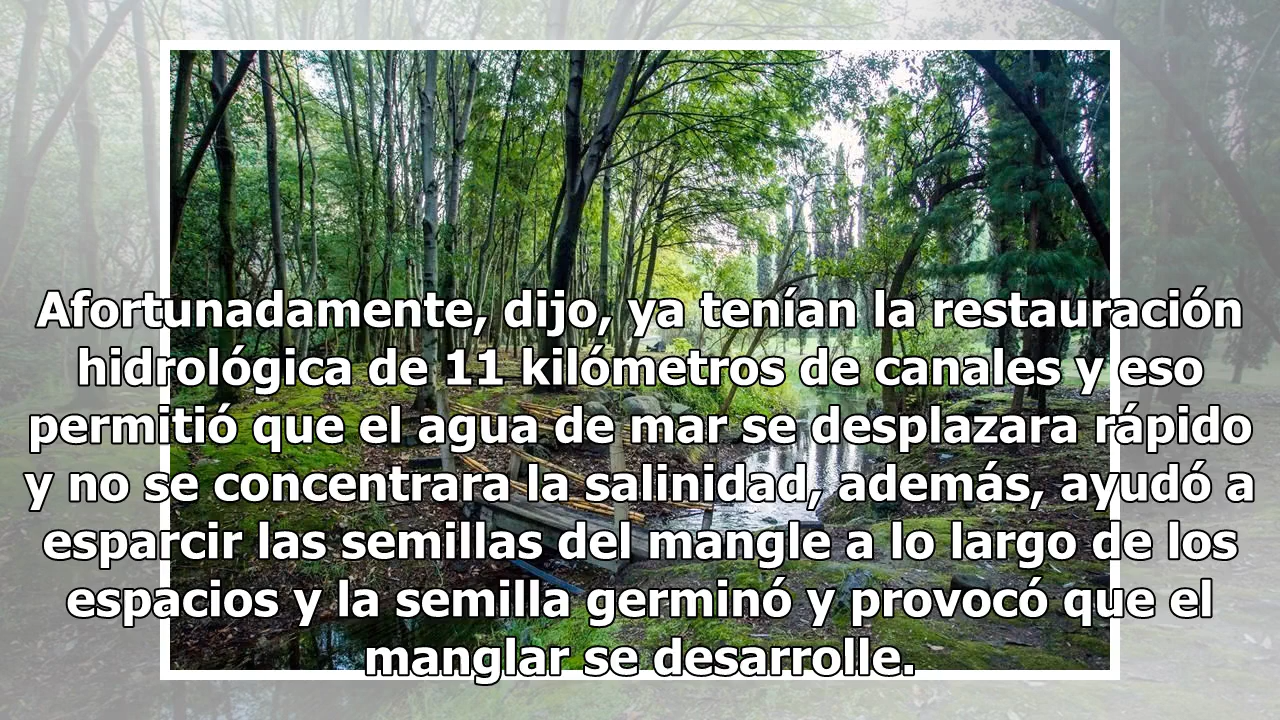 Afortunadamente, dijo, ya tenían la restauración
hidrológica de 11 kilómetros de canales y eso
permitió que el agua de mar se desplazara rápido
y no se concentrara la salinidad, además, ayudó a
esparcir las semillas del mangle a lo largo de los
espacios y la semilla germinó y provocó que el
manglar se desarrolle.